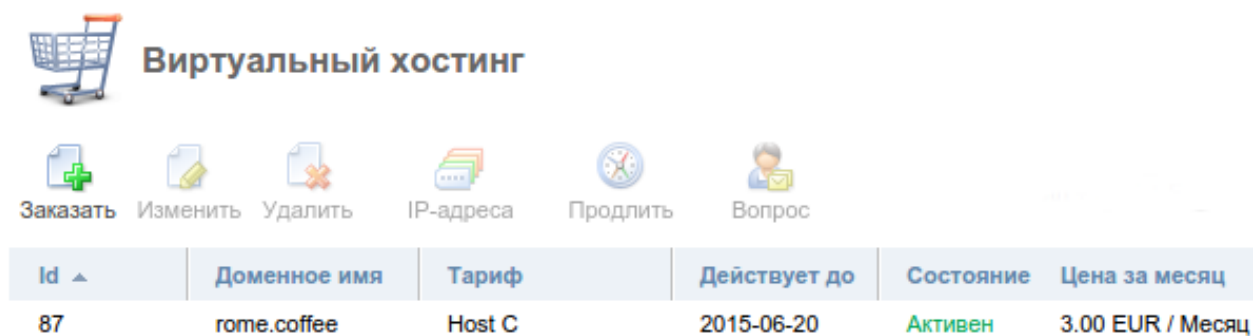 Виртуальный хостинг
Заказать Изменить Удалить IP-адреса Продлить Вопрос
Id Доменное имя Тариф Действует до Состояние Цена за месяц
87 rome.coffee Host C 2015-06-20 Активен 3.00 EUR / Месяц